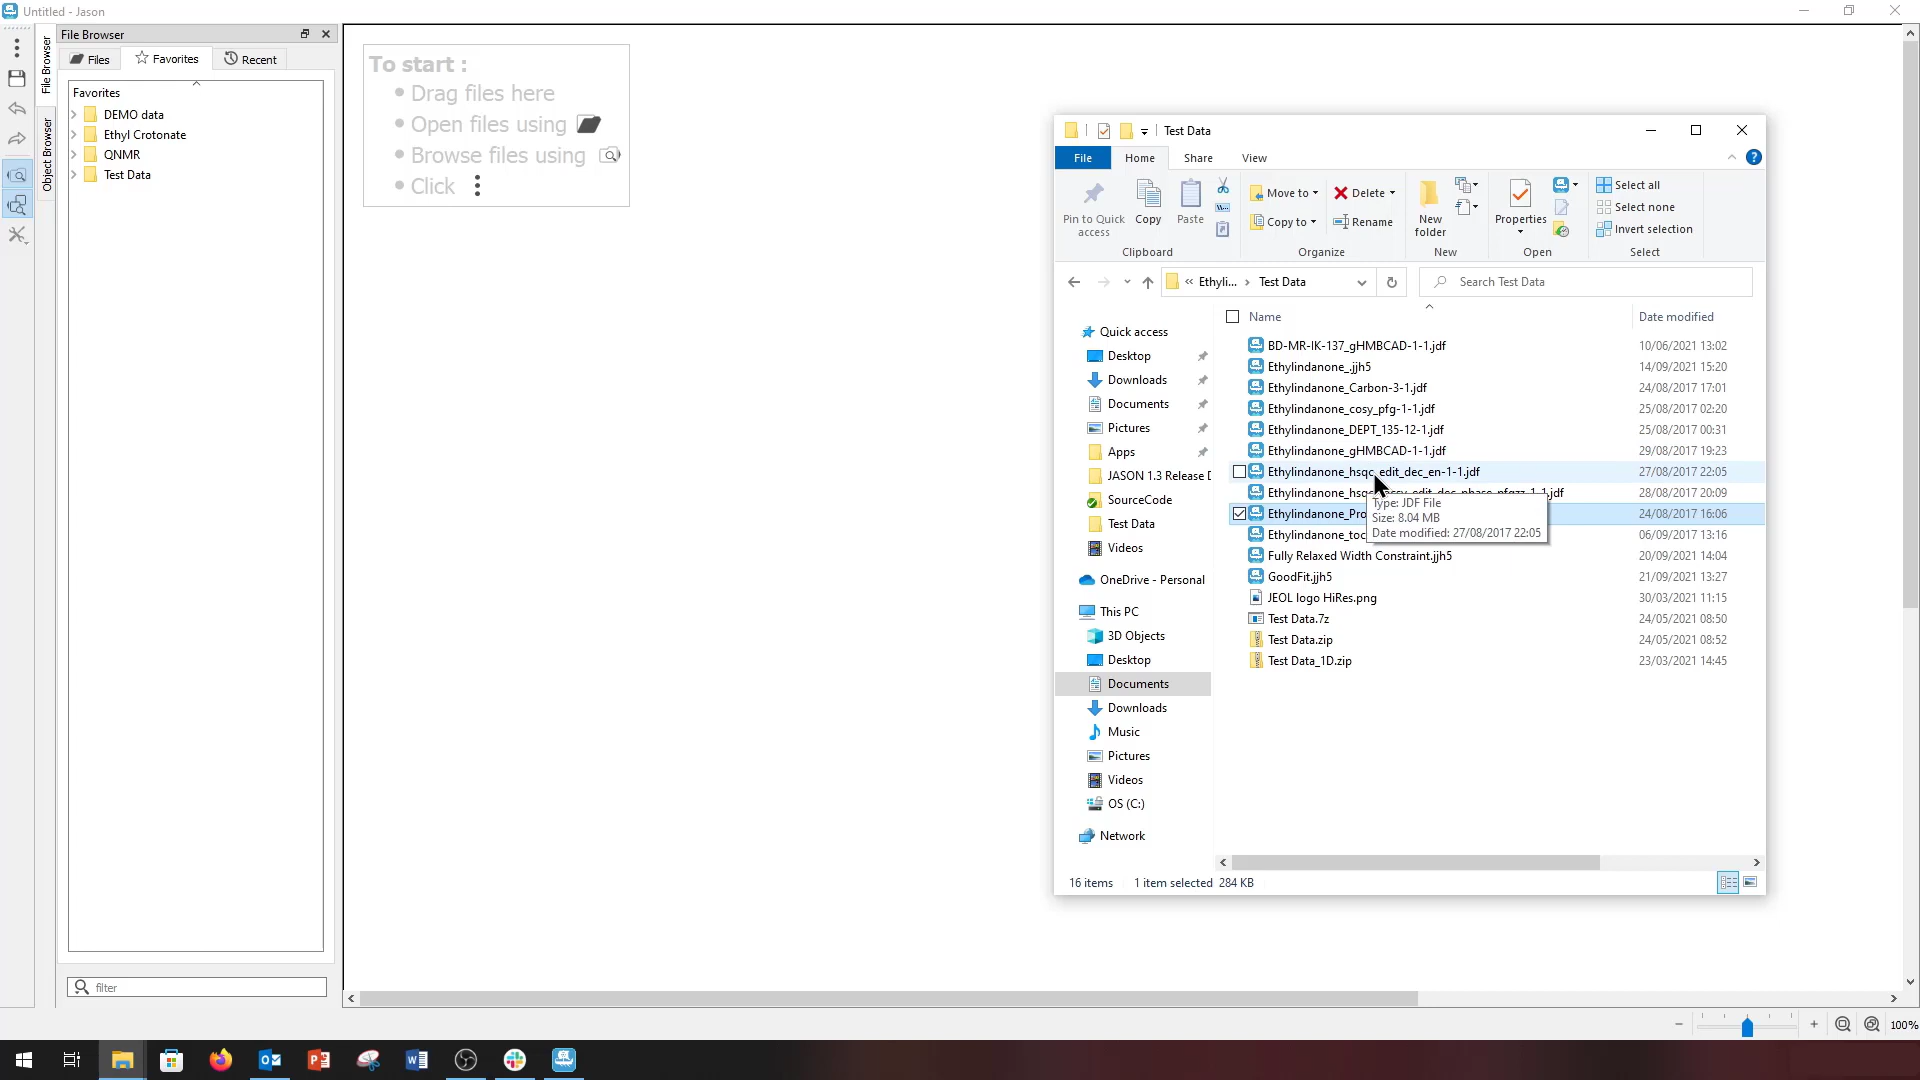 Untitled - Jason
File Browser
File Browser
Object Browser
Files
Favorites
Recent
Favorites
DEMO data
Ethyl Crotonate
QNMR
Test Data
filter
To start :
• Drag files here
• Open files using
• Browse files using
• Click
Test Data
File
Home
Share
View
Pin to Quick access
Copy
Paste
Clipboard
Move to
Copy to
Delete
Rename
Organize
New folder
New
Properties
Open
Select all
Select none
Invert selection
Select
« Ethyli... › Test Data
Search Test Data
Quick access
Desktop
Downloads
Documents
Pictures
Apps
JASON 1.3 Release D
SourceCode
Test Data
Videos
OneDrive - Personal
This PC
3D Objects
Desktop
Documents
Downloads
Music
Pictures
Videos
OS (C:)
Network
Name Date modified
BD-MR-IK-137_gHMBCAD-1-1.jdf 10/06/2021 13:02
Ethylindanone_.jjh5 14/09/2021 15:20
Ethylindanone_Carbon-3-1.jdf 24/08/2017 17:01
Ethylindanone_cosy_pfg-1-1.jdf 25/08/2017 02:20
Ethylindanone_DEPT_135-12-1.jdf 25/08/2017 00:31
Ethylindanone_gHMBCAD-1-1.jdf 29/08/2017 19:23
Ethylindanone_hsqc_edit_dec_en-1-1.jdf 27/08/2017 22:05
28/08/2017 20:09
Ethylindanone_Pro 24/08/2017 16:06
Ethylindanone_toc 06/09/2017 13:16
Fully Relaxed Width Constraint.jjh5 20/09/2021 14:04
GoodFit.jjh5 21/09/2021 13:27
JEOL logo HiRes.png 30/03/2021 11:15
Test Data.7z 24/05/2021 08:50
Test Data.zip 24/05/2021 08:52
Test Data_1D.zip 23/03/2021 14:45
Type: JDF File
Size: 8.04 MB
Date modified: 27/08/2017 22:05
16 items 1 item selected 284 KB
100%